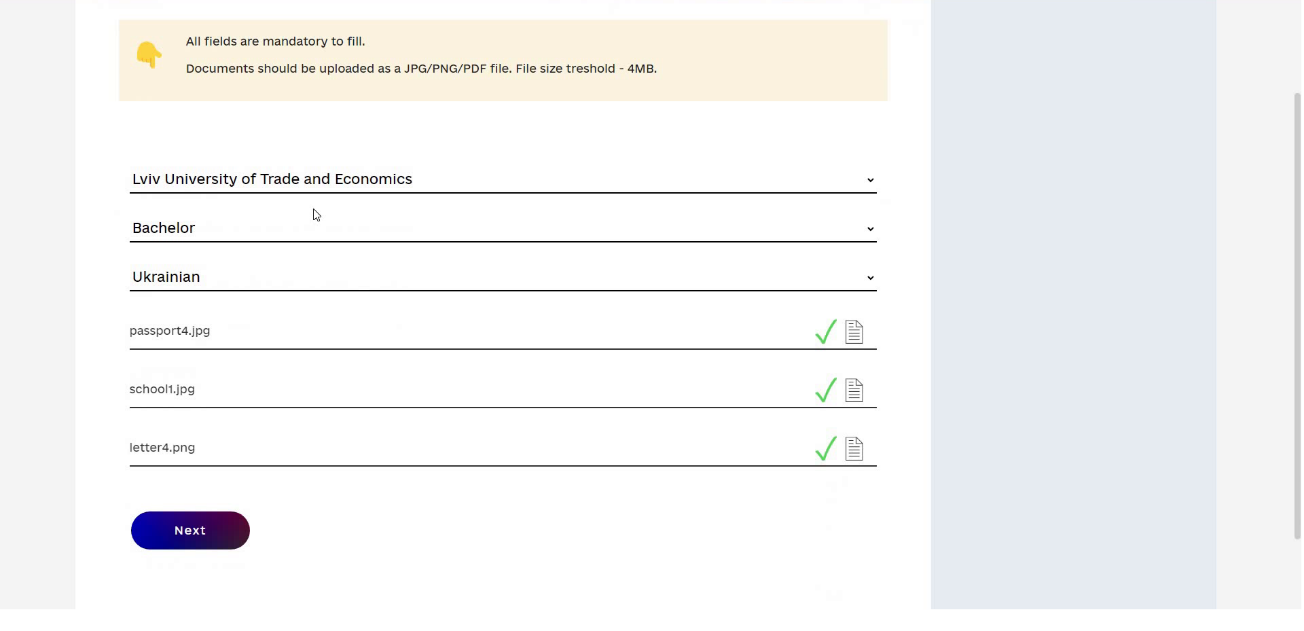 All fields are mandatory to fill.
Documents should be uploaded as a JPG/PNG/PDF file. File size treshold - 4MB.
Lviv University of Trade and Economics
Bachelor
Ukrainian
passport4.jpg
school1.jpg
letter4.png
Next